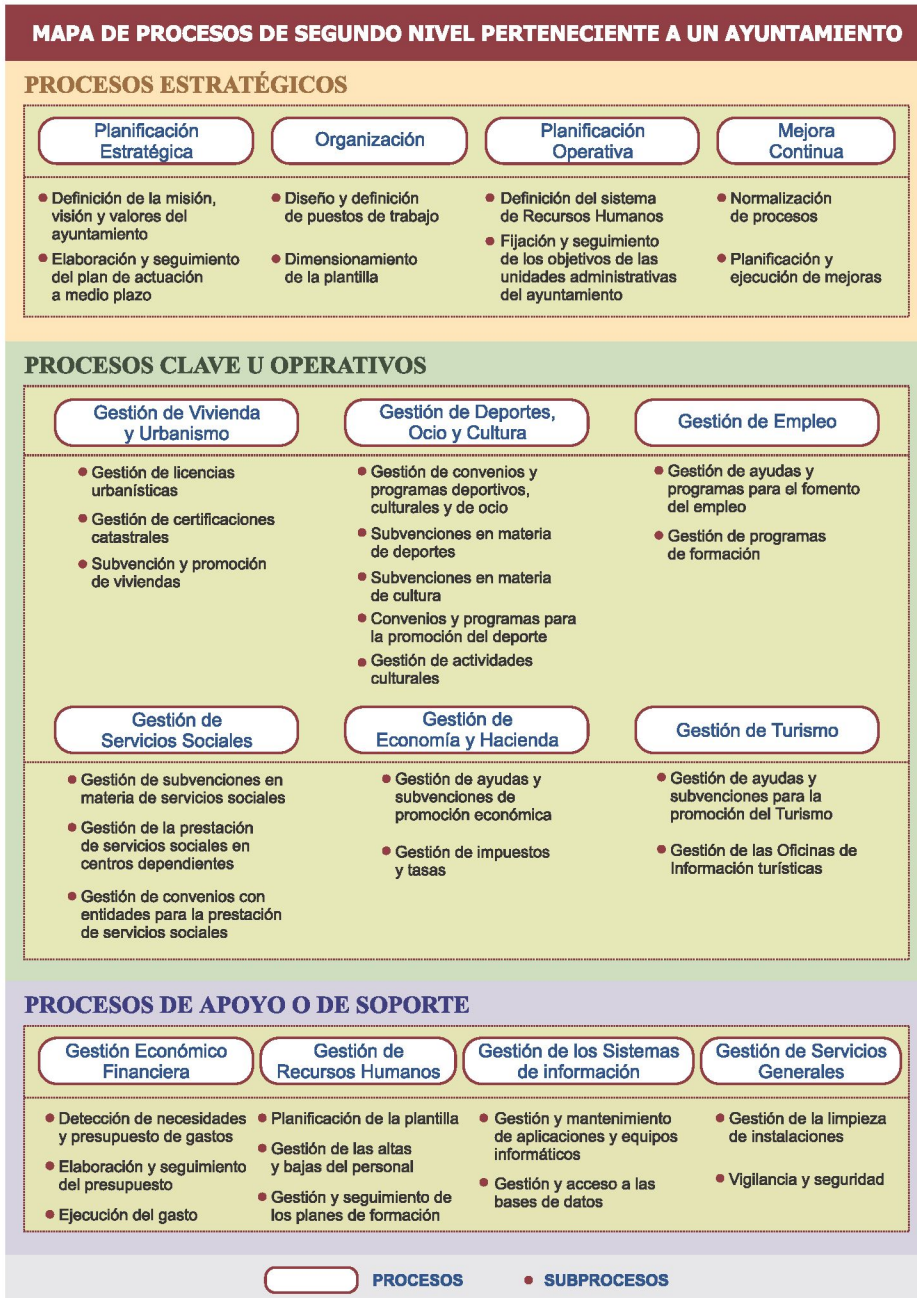 MAPA DE PROCESOS DE SEGUNDO NIVEL PERTENECIENTE A UN AYUNTAMIENTO
PROCESOS ESTRATÉGICOS
Planificación
Estratégica
Definición de la misión,
visión y valores del
ayuntamiento
Elaboración y seguimiento
del plan de actuación
a medio plazo
Organización
Diseño y definición
de puestos de trabajo
Dimensionamiento
de la plantilla
Planificación
Operativa
Definición del sistema
de Recursos Humanos
Fijación y seguimiento
de los objetivos de las
unidades administrativas
del ayuntamiento
Mejora
Continua
Normalización
de procesos
Planificación y
ejecución de mejoras
PROCESOS CLAVE U OPERATIVOS
Gestión de Vivienda
y Urbanismo
Gestión de licencias
urbanísticas
Gestión de certificaciones
catastrales
Subvención y promoción
de viviendas
Gestión de Deportes,
Ocio y Cultura
Gestión de convenios y
programas deportivos,
culturales y de ocio
Subvenciones en materia
de deportes
Subvenciones en materia
de cultura
Convenios y programas para
la promoción del deporte
Gestión de actividades
culturales
Gestión de Empleo
Gestión de ayudas y
programas para el fomento
del empleo
Gestión de programas
de formación
Gestión de
Servicios Sociales
Gestión de subvenciones en
materia de servicios sociales
Gestión de la prestación
de servicios sociales en
centros dependientes
Gestión de convenios con
entidades para la prestación
de servicios sociales
Gestión de
Economía y Hacienda
Gestión de ayudas y
subvenciones de
promoción económica
Gestión de impuestos
y tasas
Gestión de Turismo
Gestión de ayudas y
subvenciones para la
promoción del Turismo
Gestión de las Oficinas de
Información turísticas
PROCESOS DE APOYO O DE SOPORTE
Gestión Económico
Financiera
Detección de necesidades
y presupuesto de gastos
Elaboración y seguimiento
del presupuesto
Ejecución del gasto
Gestión de
Recursos Humanos
Planificación de la plantilla
Gestión de las altas
y bajas del personal
Gestión y seguimiento de
los planes de formación
Gestión de los Sistemas
de información
Gestión y mantenimiento
de aplicaciones y equipos
informáticos
Gestión y acceso a las
bases de datos
Gestión de Servicios
Generales
Gestión de la limpieza
de instalaciones
Vigilancia y seguridad
PROCESOS
SUBPROCESOS